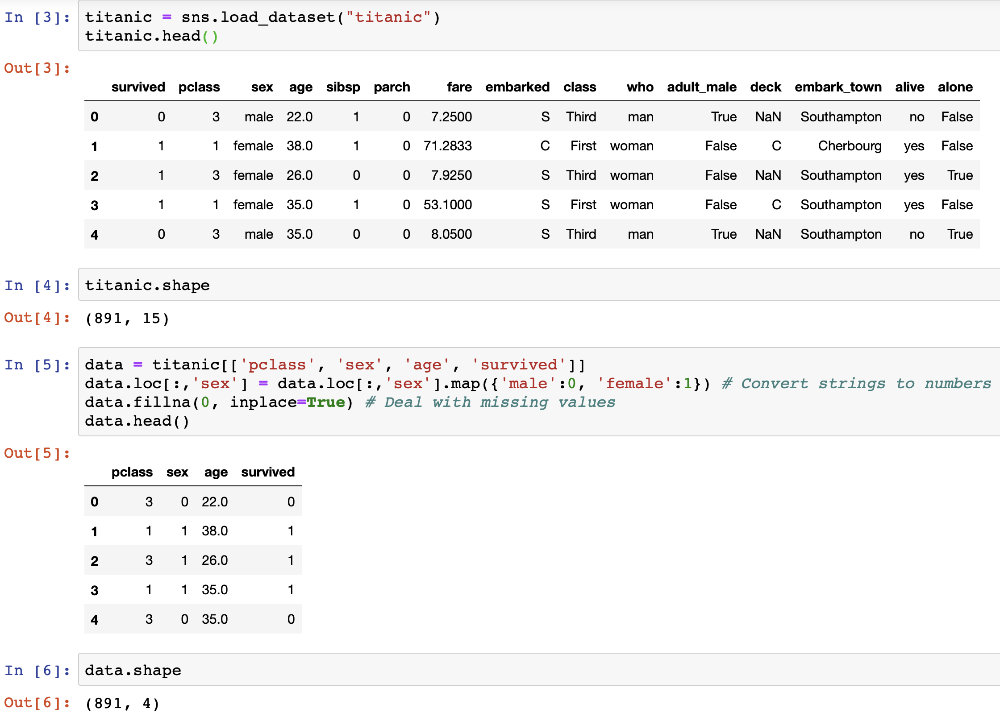 In [3]: titanic = sns.load_dataset("titanic")
titanic.head()
Out[3]:
survived pclass sex age sibsp parch fare embarked class who adult_male deck embark_town alive alone
0 0 3 male 22.0 1 0 7.2500 S Third man True NaN Southampton no False
1 1 1 female 38.0 1 0 71.2833 C First woman False C Cherbourg yes False
2 1 3 female 26.0 0 0 7.9250 S Third woman False NaN Southampton yes True
3 1 1 female 35.0 1 0 53.1000 S First woman False C Southampton yes False
4 0 3 male 35.0 0 0 8.0500 S Third man True NaN Southampton no True
In [4]: titanic.shape
Out[4]: (891, 15)
In [5]: data = titanic[['pclass', 'sex', 'age', 'survived']]
data.loc[:,'sex'] = data.loc[:,'sex'].map({'male':0, 'female':1}) # Convert strings to numbers
data.fillna(0, inplace=True) # Deal with missing values
data.head()
Out[5]:
pclass sex age survived
0 3 0 22.0 0
1 1 1 38.0 1
2 3 1 26.0 1
3 1 1 35.0 1
4 3 0 35.0 0
In [6]: data.shape
Out[6]: (891, 4)